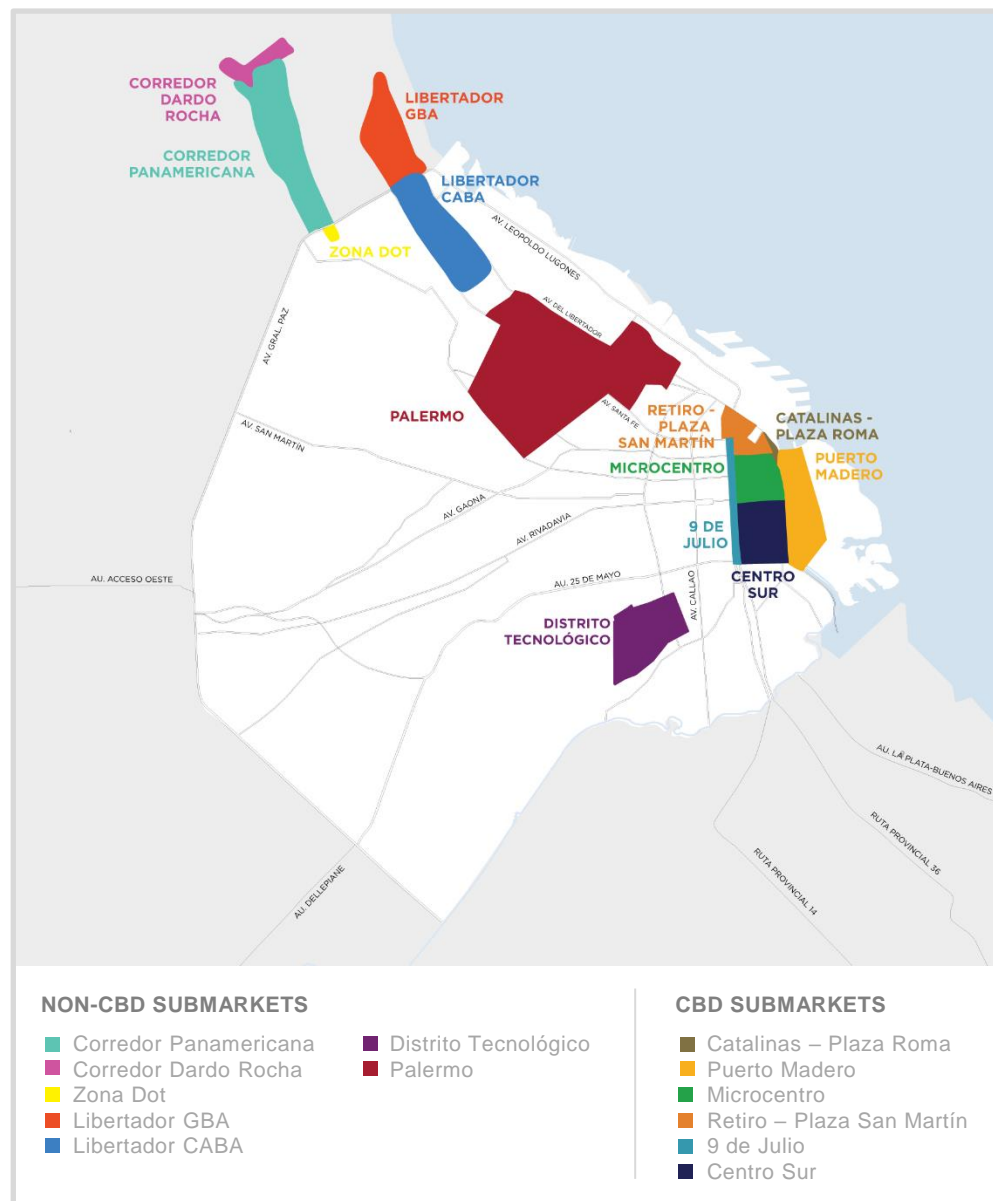 CORREDOR
DARDO
ROCHA
LIBERTADOR
GBA
CORREDOR
PANAMERICANA
LIBERTADOR
CABA
ZONA DOT
AV. LEOPOLDO LUGONES
AV. DEL LIBERTADOR
AV. GRAL. PAZ
PALERMO
AV. SANTA FE
RETIRO -
PLAZA
SAN MARTÍN
CATALINAS -
PLAZA ROMA
AV. SAN MARTÍN
MICROCENTRO
PUERTO
MADERO
AV. GAONA
AV. RIVADAVIA
9 DE
JULIO
AU. ACCESO OESTE
AU. 25 DE MAYO
AV. CALLAO
CENTRO
SUR
DISTRITO
TECNOLÓGICO
AU. LA PLATA-BUENOS AIRES
RUTA PROVINCIAL 36
RUTA PROVINCIAL 14
AU. DELLEPIANE
NON-CBD SUBMARKETS
Corredor Panamericana
Corredor Dardo Rocha
Zona Dot
Libertador GBA
Libertador CABA
Distrito Tecnológico
Palermo
CBD SUBMARKETS
Catalinas – Plaza Roma
Puerto Madero
Microcentro
Retiro – Plaza San Martín
9 de Julio
Centro Sur